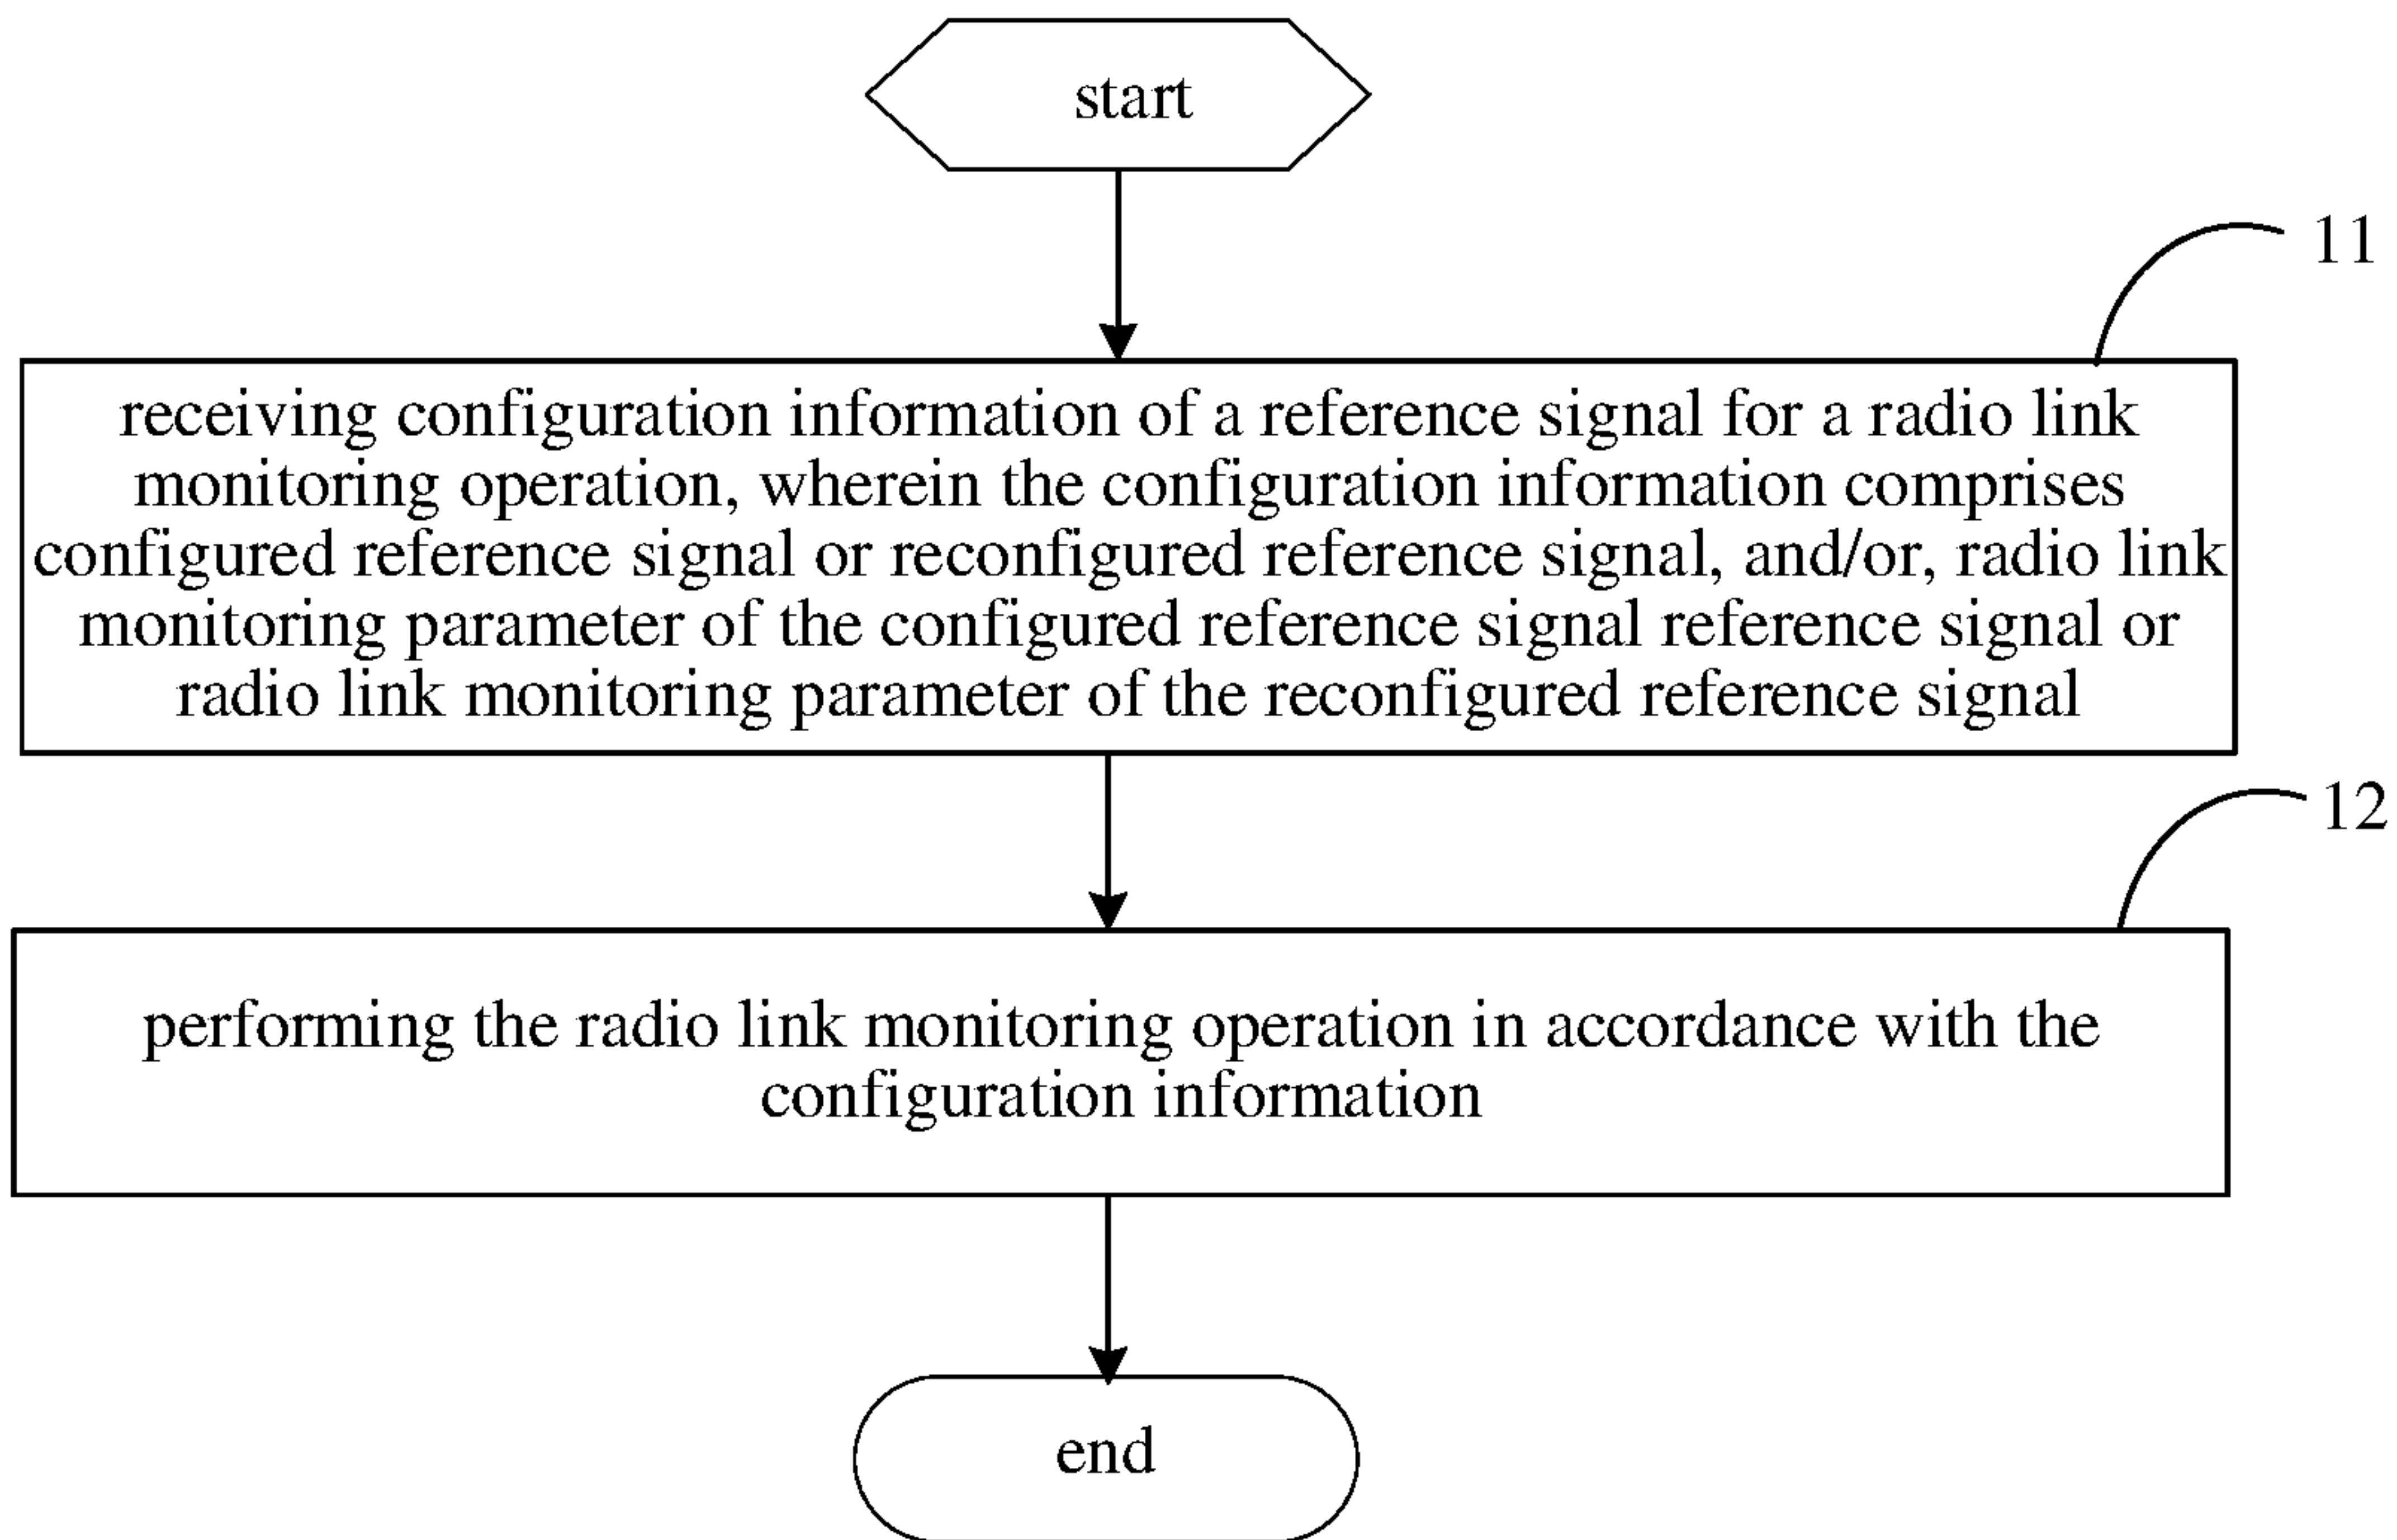 start
11
receiving configuration information of a reference signal for a radio link
monitoring operation, wherein the configuration information comprises
configured reference signal or reconfigured reference signal, and/or, radio link
monitoring parameter of the configured reference signal reference signal or
radio link monitoring parameter of the reconfigured reference signal
12
performing the radio link monitoring operation in accordance with the
configuration information
end